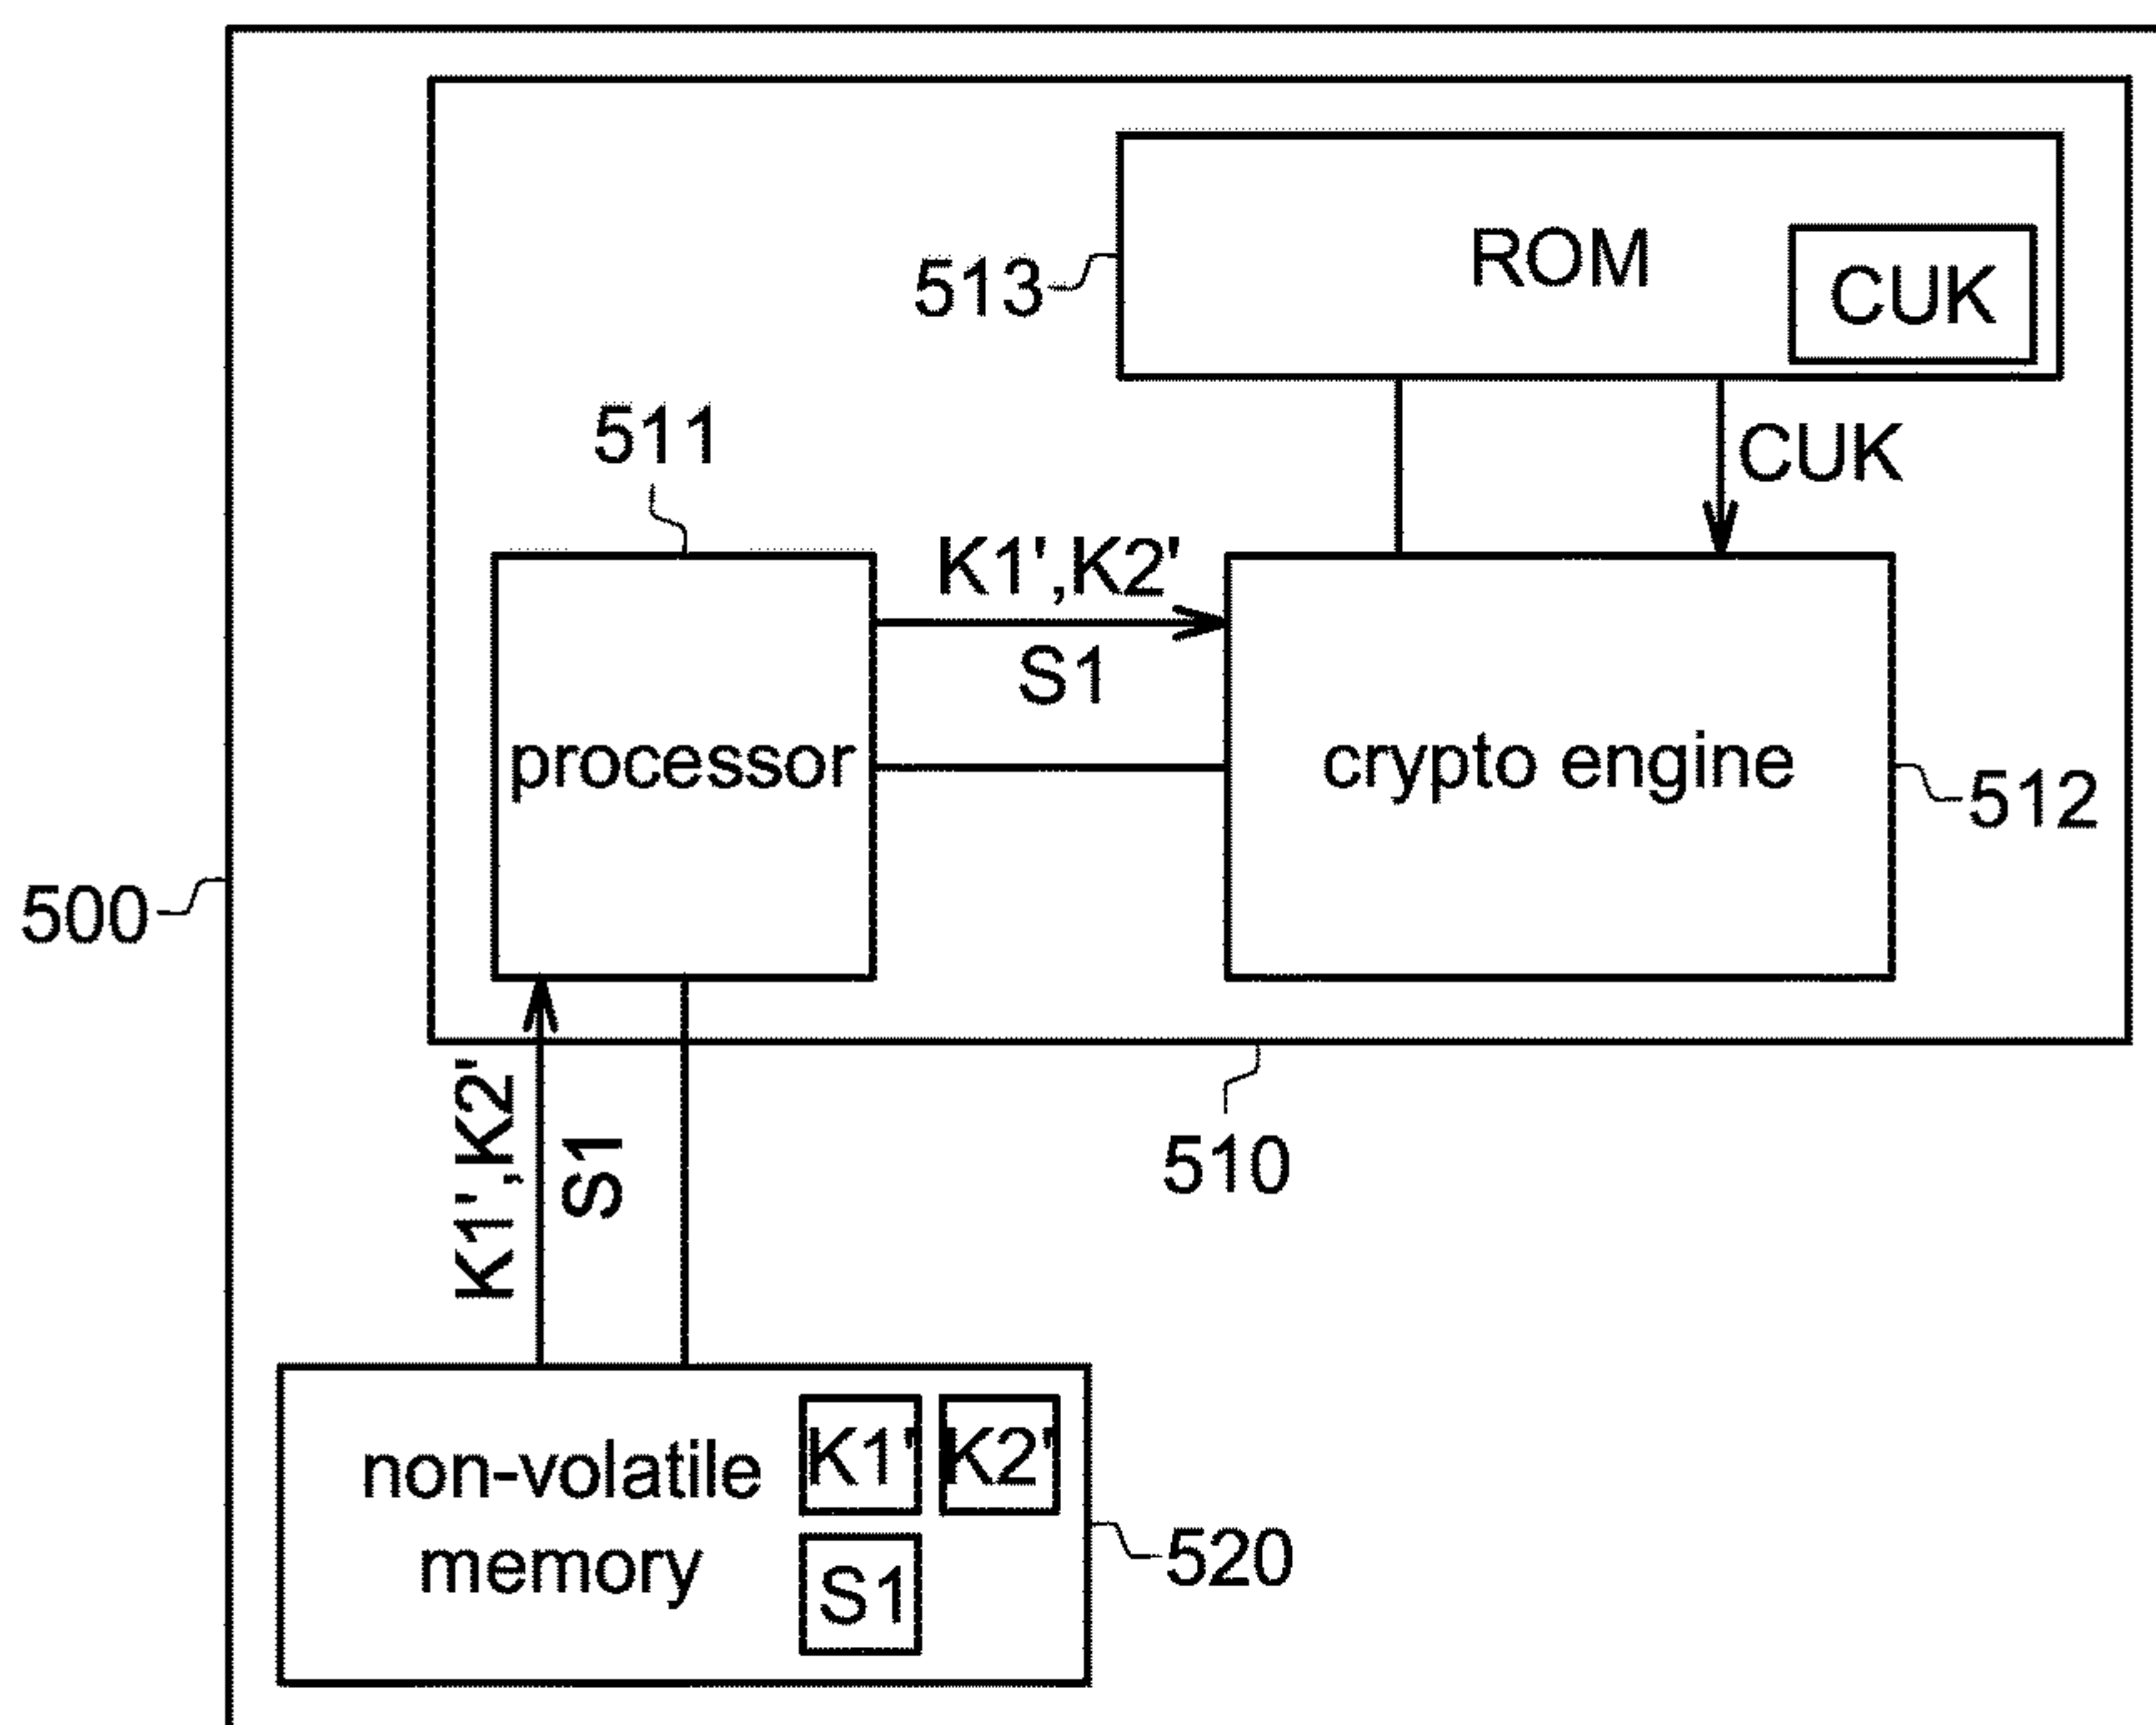 ROM
CUK
513
CUK
511
K1',K2'
S1
processor
crypto engine
512
500
K1',K2'
S1
510
non-volatile
memory
K1'
K2'
S1
520